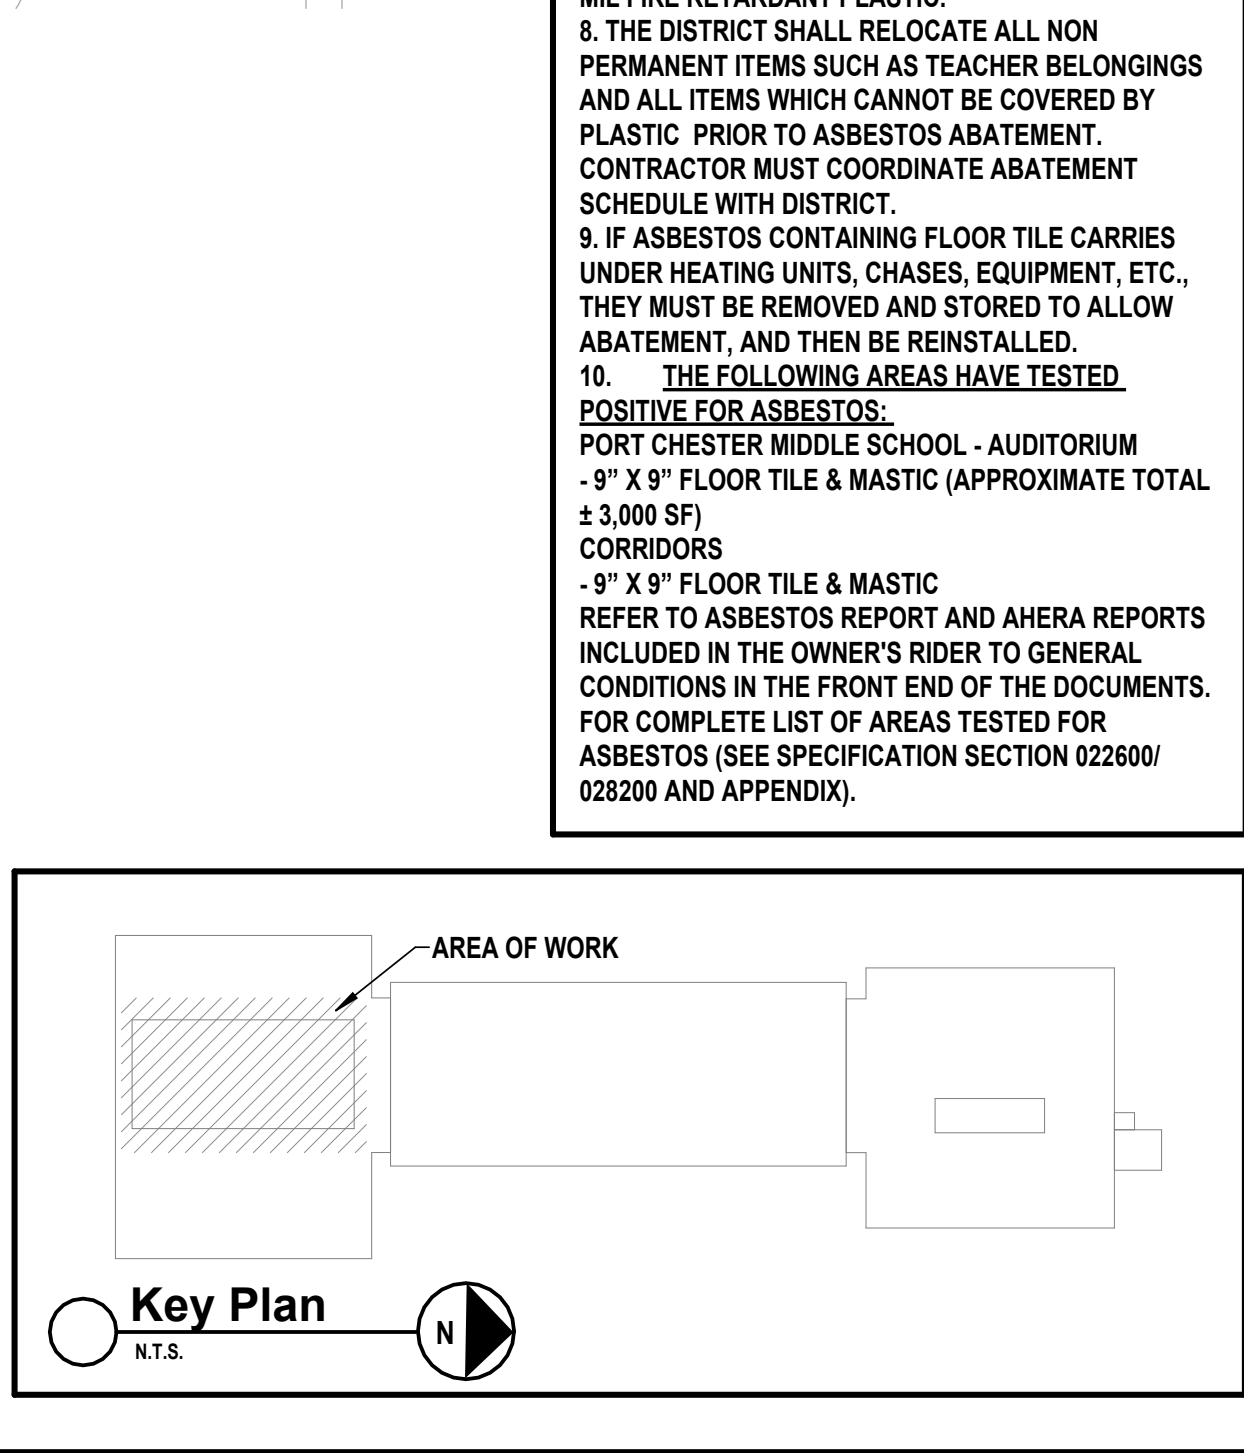 MIL FIRE RETARDANT PLASTIC.
8. THE DISTRICT SHALL RELOCATE ALL NON
PERMANENT ITEMS SUCH AS TEACHER BELONGINGS
AND ALL ITEMS WHICH CANNOT BE COVERED BY
PLASTIC  PRIOR TO ASBESTOS ABATEMENT.
CONTRACTOR MUST COORDINATE ABATEMENT
SCHEDULE WITH DISTRICT.
9. IF ASBESTOS CONTAINING FLOOR TILE CARRIES
UNDER HEATING UNITS, CHASES, EQUIPMENT, ETC.,
THEY MUST BE REMOVED AND STORED TO ALLOW
ABATEMENT, AND THEN BE REINSTALLED.
10. THE FOLLOWING AREAS HAVE TESTED
POSITIVE FOR ASBESTOS:
PORT CHESTER MIDDLE SCHOOL - AUDITORIUM
- 9” X 9” FLOOR TILE & MASTIC (APPROXIMATE TOTAL
± 3,000 SF)
CORRIDORS
- 9” X 9” FLOOR TILE & MASTIC
REFER TO ASBESTOS REPORT AND AHERA REPORTS
INCLUDED IN THE OWNER'S RIDER TO GENERAL
CONDITIONS IN THE FRONT END OF THE DOCUMENTS.
FOR COMPLETE LIST OF AREAS TESTED FOR
ASBESTOS (SEE SPECIFICATION SECTION 022600/
028200 AND APPENDIX).
AREA OF WORK
Key Plan
N.T.S.
N